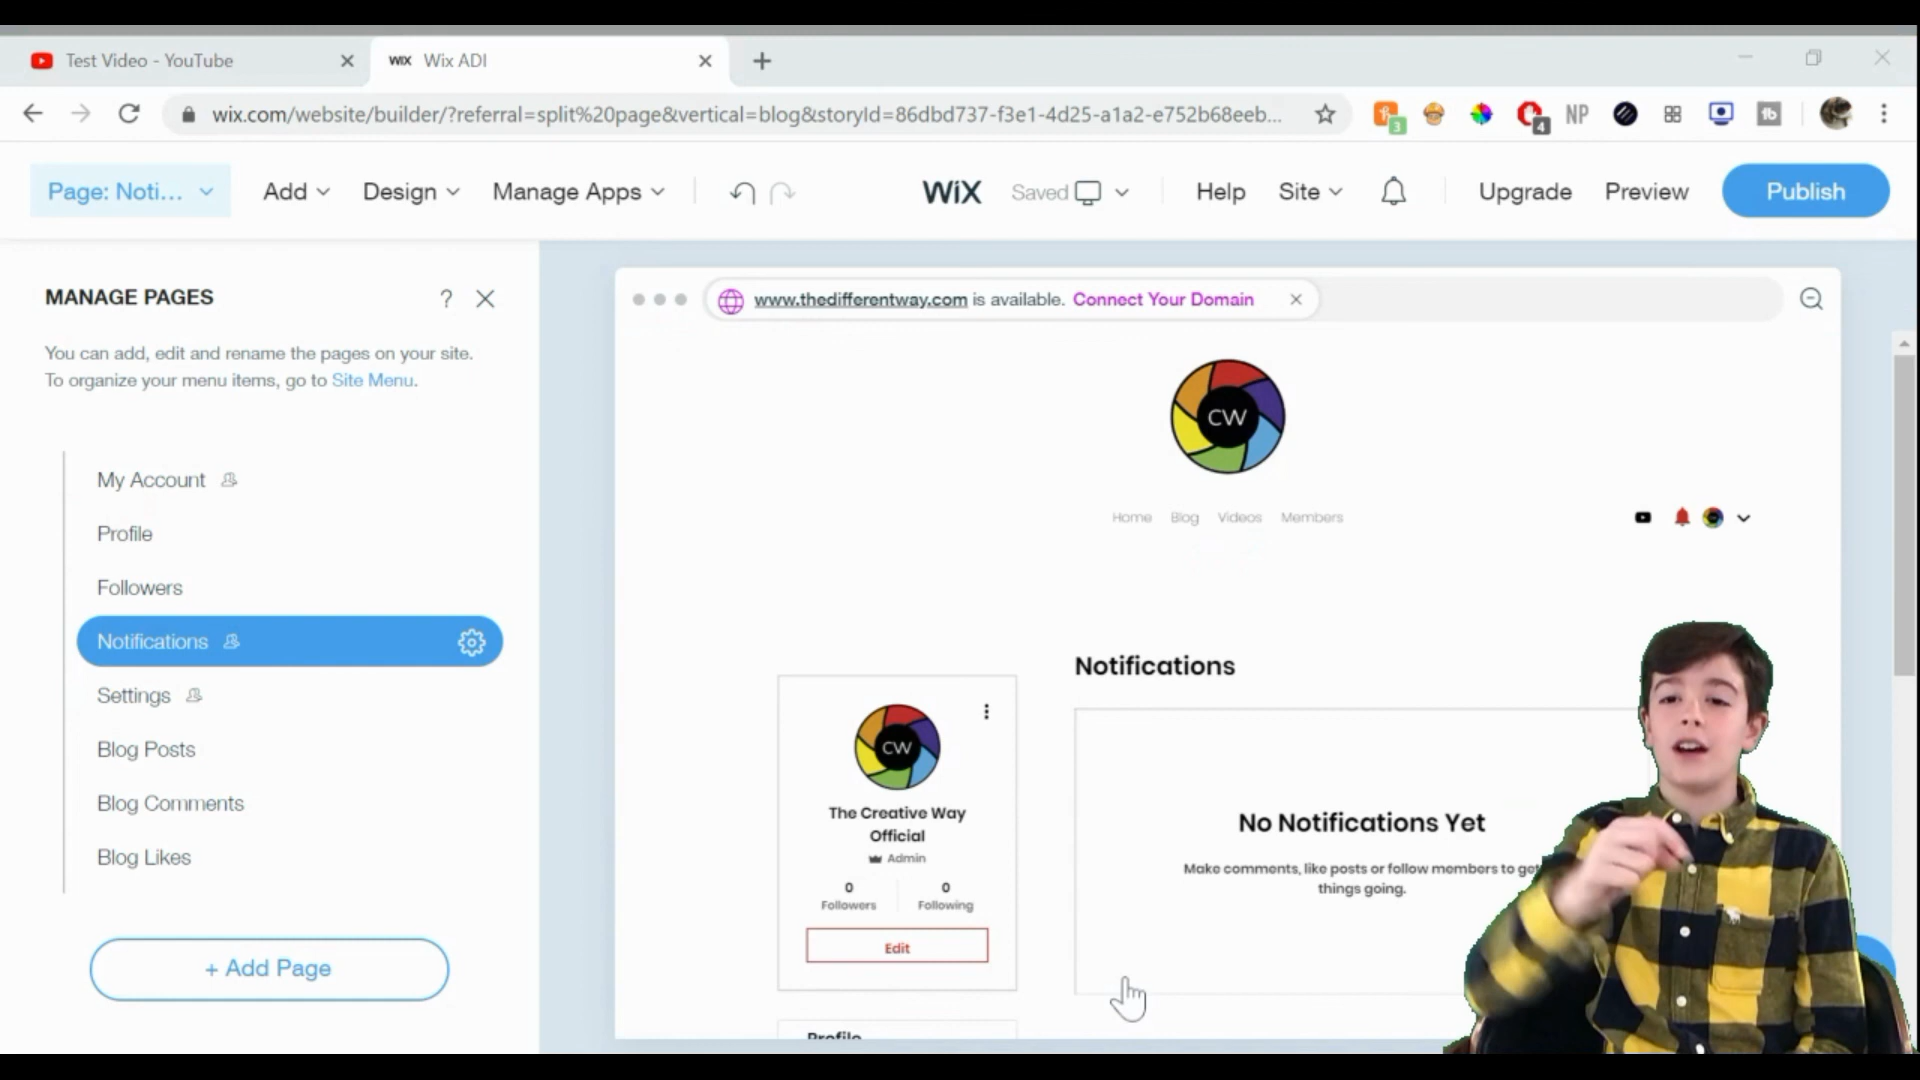 Test Video - YouTube
WIX Wix ADI
wix.com/website/builder/?referral=split%20page&vertical=blog&storyId=86dbd737-f3e1-4d25-a1a2-e752b68eeb...
3
4
NP
tb
Page: Noti...
Add
Design
Manage Apps
WiX
Saved
Help
Site
Upgrade
Preview
Publish
MANAGE PAGES
?
You can add, edit and rename the pages on your site.
To organize your menu items, go to Site Menu.
My Account
Profile
Followers
Notifications
Settings
Blog Posts
Blog Comments
Blog Likes
+ Add Page
www.thedifferentway.com is available. Connect Your Domain
CW
Home Blog Videos Members
Notifications
CW
The Creative Way
Official
Admin
0 0
Followers Following
Edit
Profile
No Notifications Yet
Make comments, like posts or follow members to get
things going.